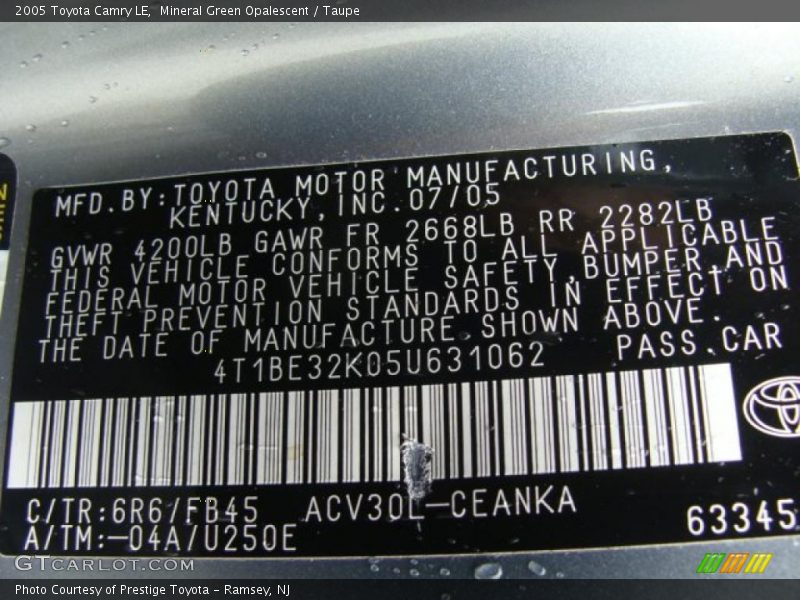 2005 Toyota Camry LE, Mineral Green Opalescent / Taupe
MFD.BY:TOYOTA MOTOR MANUFACTURING,
KENTUCKY,INC.07/05
GVWR 4200LB GAWR FR 2668LB RR 2282LB
THIS VEHICLE CONFORMS TO ALL APPLICABLE
FEDERAL MOTOR VEHICLE SAFETY,BUMPER AND
THEFT PREVENTION STANDARDS IN EFFECT ON
THE DATE OF MANUFACTURE SHOWN ABOVE.
4T1BE32K05U631062 PASS.CAR
C/TR:6R6/FB45 ACV30L-CEANKA
A/TM:-04A/U250E
63345
GTCARLOT.COM
Photo Courtesy of Prestige Toyota - Ramsey, NJ